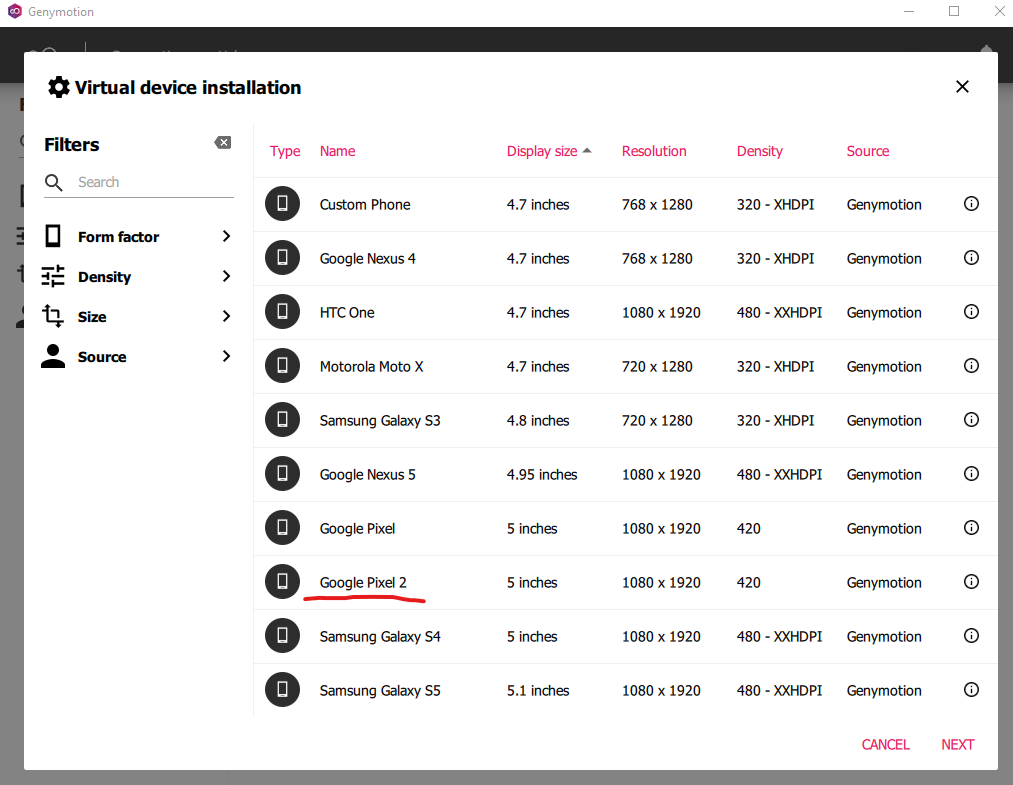 Genymotion
Virtual device installation
Filters
Search
Form factor
Density
Size
Source
Type Name Display size Resolution Density Source
Custom Phone 4.7 inches 768 x 1280 320 - XHDPI Genymotion
Google Nexus 4 4.7 inches 768 x 1280 320 - XHDPI Genymotion
HTC One 4.7 inches 1080 x 1920 480 - XXHDPI Genymotion
Motorola Moto X 4.7 inches 720 x 1280 320 - XHDPI Genymotion
Samsung Galaxy S3 4.8 inches 720 x 1280 320 - XHDPI Genymotion
Google Nexus 5 4.95 inches 1080 x 1920 480 - XXHDPI Genymotion
Google Pixel 5 inches 1080 x 1920 420 Genymotion
Google Pixel 2 5 inches 1080 x 1920 420 Genymotion
Samsung Galaxy S4 5 inches 1080 x 1920 480 - XXHDPI Genymotion
Samsung Galaxy S5 5.1 inches 1080 x 1920 480 - XXHDPI Genymotion
CANCEL NEXT